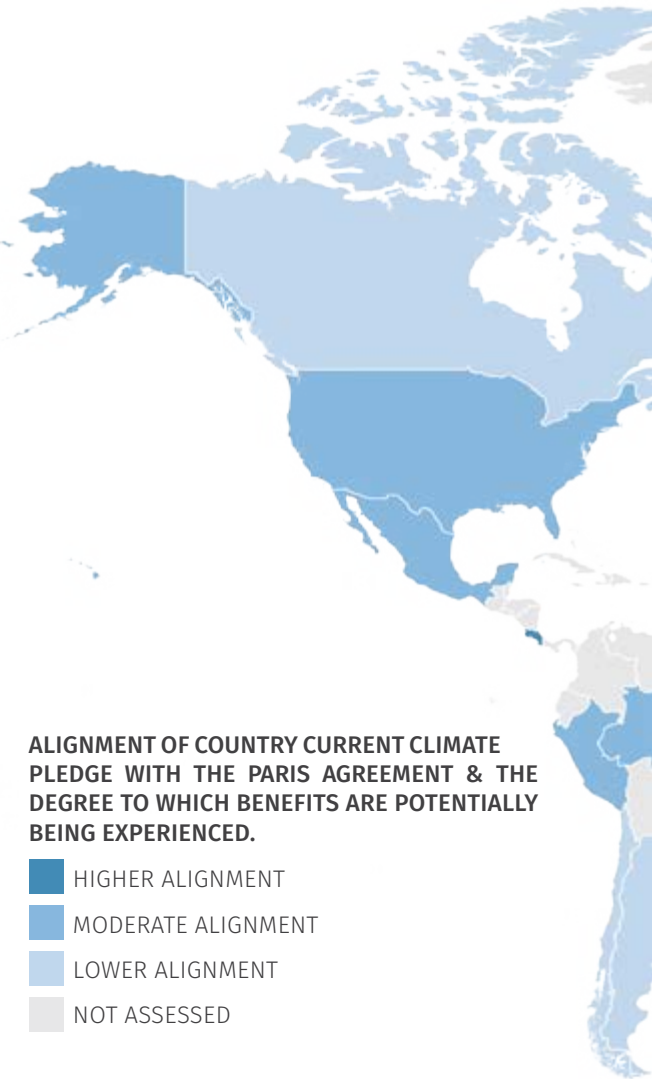 ALIGNMENT OF COUNTRY CURRENT CLIMATE
PLEDGE WITH THE PARIS AGREEMENT & THE
DEGREE TO WHICH BENEFITS ARE POTENTIALLY
BEING EXPERIENCED.
HIGHER ALIGNMENT
MODERATE ALIGNMENT
LOWER ALIGNMENT
NOT ASSESSED